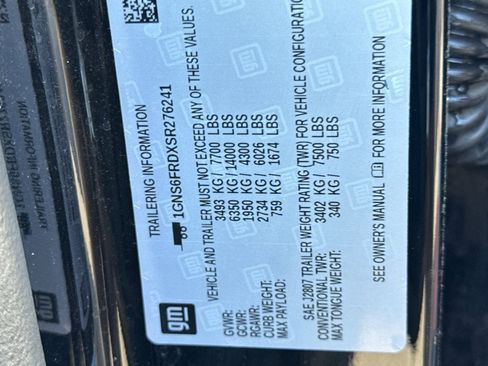 TRAILERING INFORMATION
1GNS6FRDXSR276241
VEHICLE AND TRAILER MUST NOT EXCEED ANY OF THESE VALUES.
GVWR: 3493 KG / 7700 LBS
GCWR: 6350 KG / 14000 LBS
RGAWR: 1950 KG / 4300 LBS
CURB WEIGHT: 2734 KG / 6026 LBS
MAX PAYLOAD: 759 KG / 1674 LBS
SAE J2807 TRAILER WEIGHT RATING (TWR) FOR VEHICLE CONFIGURATION
CONVENTIONAL TWR: 3402 KG / 7500 LBS
MAX TONGUE WEIGHT: 340 KG / 750 LBS
SEE OWNER'S MANUAL FOR MORE INFORMATION
gm